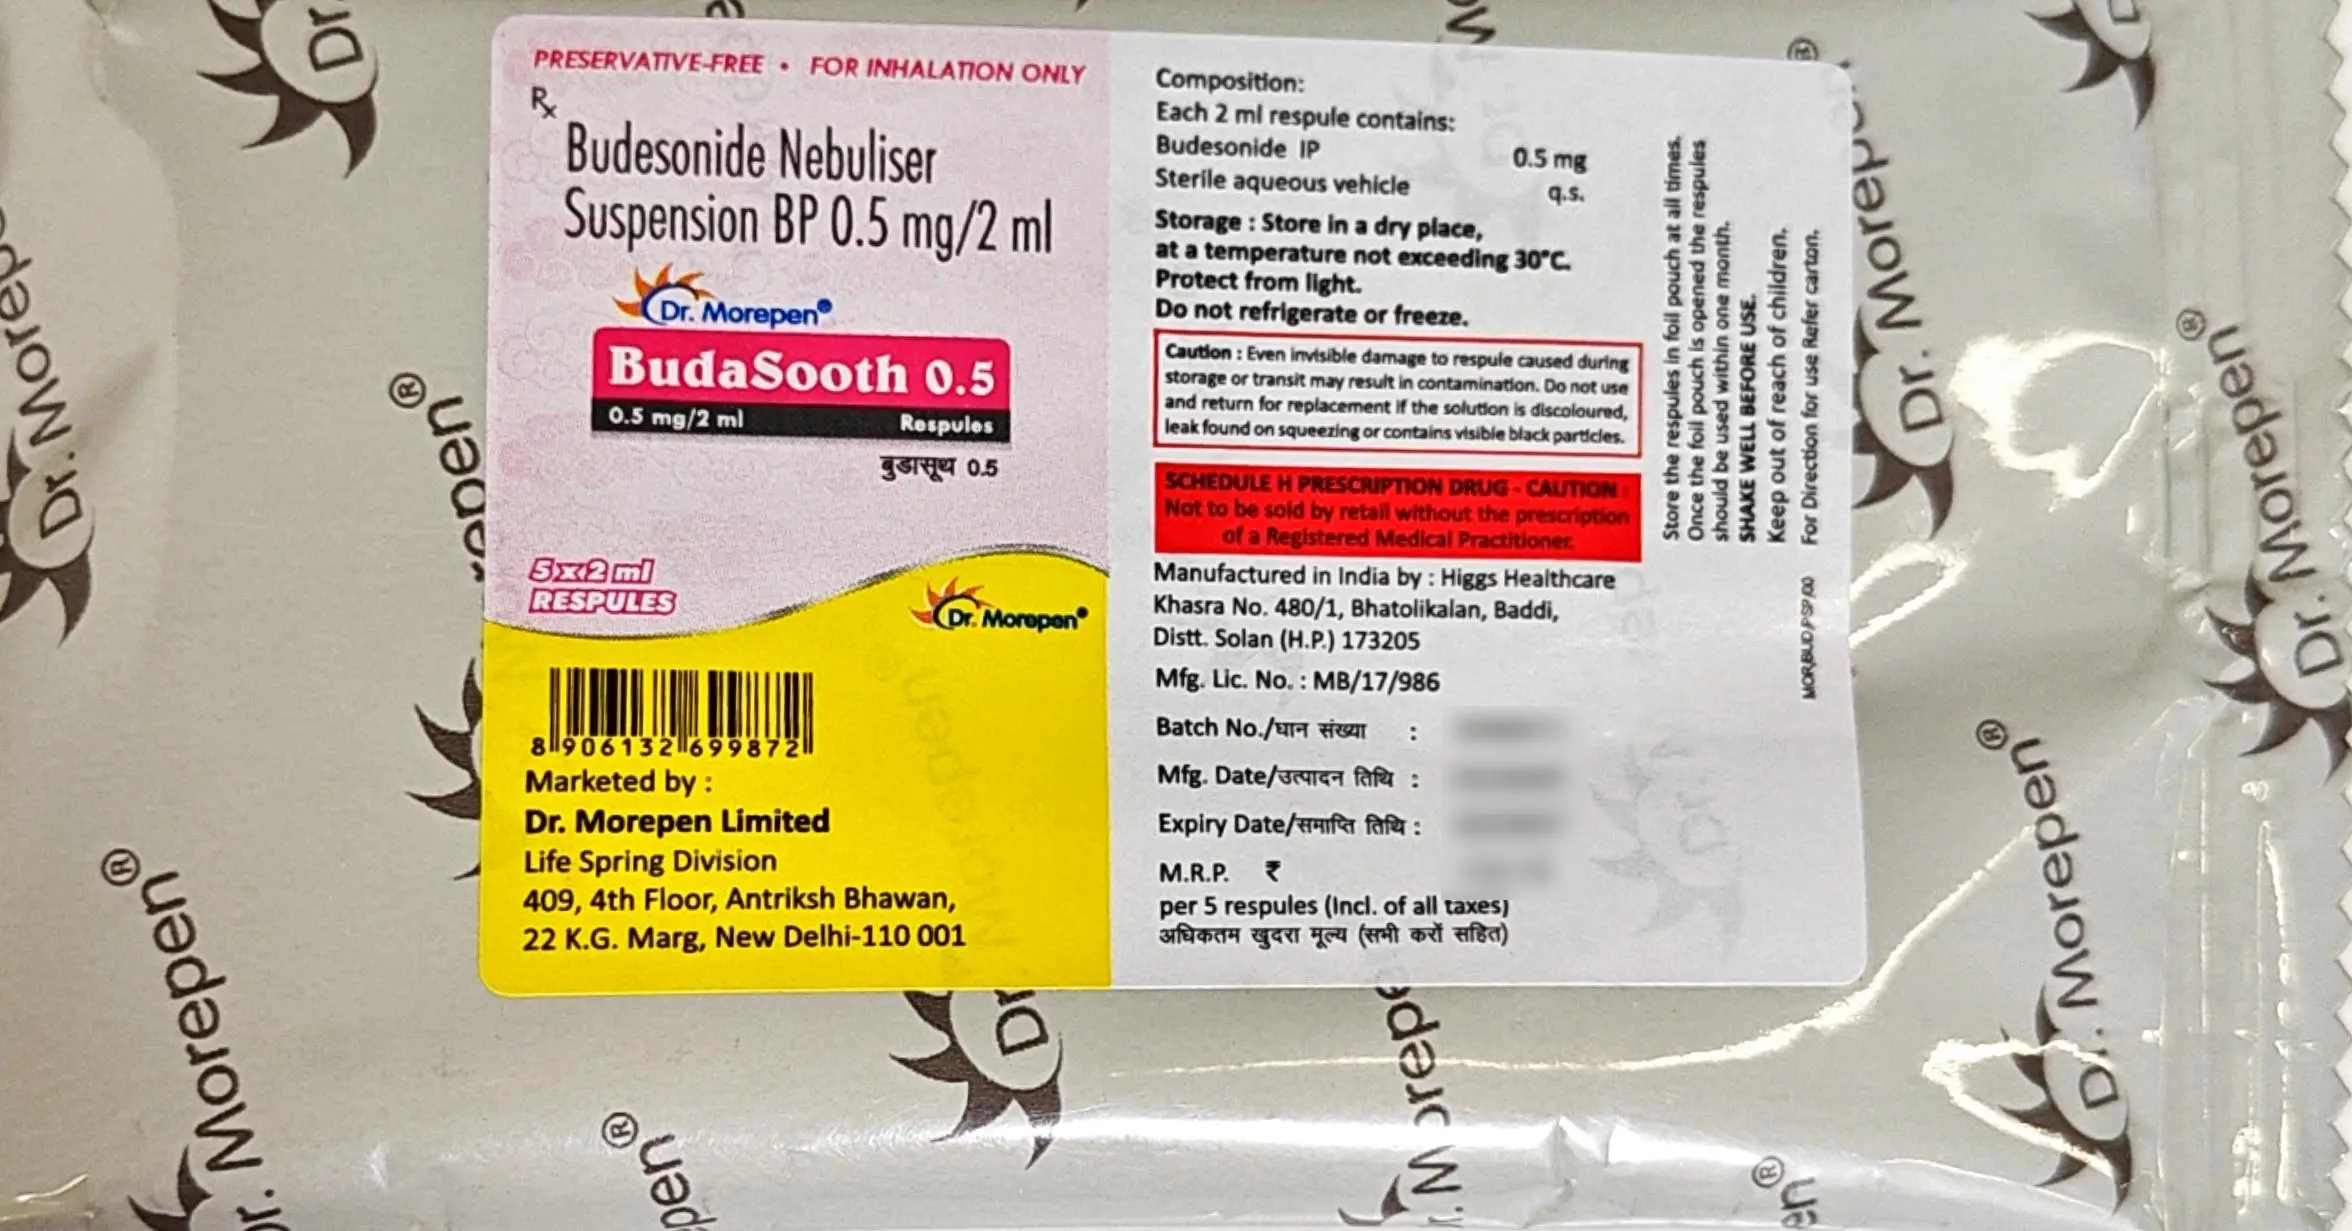 PRESERVATIVE-FREE • FOR INHALATION ONLY
Rx
Budesonide Nebuliser
Suspension BP 0.5 mg/2 ml
Dr. Morepen®
BudaSooth 0.5
0.5 mg/2 ml Respules
बुडासूथ 0.5
5x2 ml
RESPULES
Dr. Morepen®
8 906132 699872
Marketed by :
Dr. Morepen Limited
Life Spring Division
409, 4th Floor, Antriksh Bhawan,
22 K.G. Marg, New Delhi-110 001
Composition:
Each 2 ml respule contains:
Budesonide IP 0.5 mg
Sterile aqueous vehicle q.s.
Storage : Store in a dry place,
at a temperature not exceeding 30°C.
Protect from light.
Do not refrigerate or freeze.
Caution : Even invisible damage to respule caused during
storage or transit may result in contamination. Do not use
and return for replacement if the solution is discoloured,
leak found on squeezing or contains visible black particles.
SCHEDULE H PRESCRIPTION DRUG - CAUTION :
Not to be sold by retail without the prescription
of a Registered Medical Practitioner.
Manufactured in India by : Higgs Healthcare
Khasra No. 480/1, Bhatolikalan, Baddi,
Distt. Solan (H.P.) 173205
Mfg. Lic. No. : MB/17/986
Batch No./घान संख्या :
Mfg. Date/उत्पादन तिथि :
Expiry Date/समाप्ति तिथि :
M.R.P. ₹
per 5 respules (Incl. of all taxes)
अधिकतम खुदरा मूल्य (सभी करों सहित)
Store the respules in foil pouch at all times.
Once the foil pouch is opened the respules
should be used within one month.
SHAKE WELL BEFORE USE.
Keep out of reach of children.
For Direction for use Refer carton.
Dr. Morepen®
Dr. Morepen®
Dr. Morepen®
Dr. Morepen®